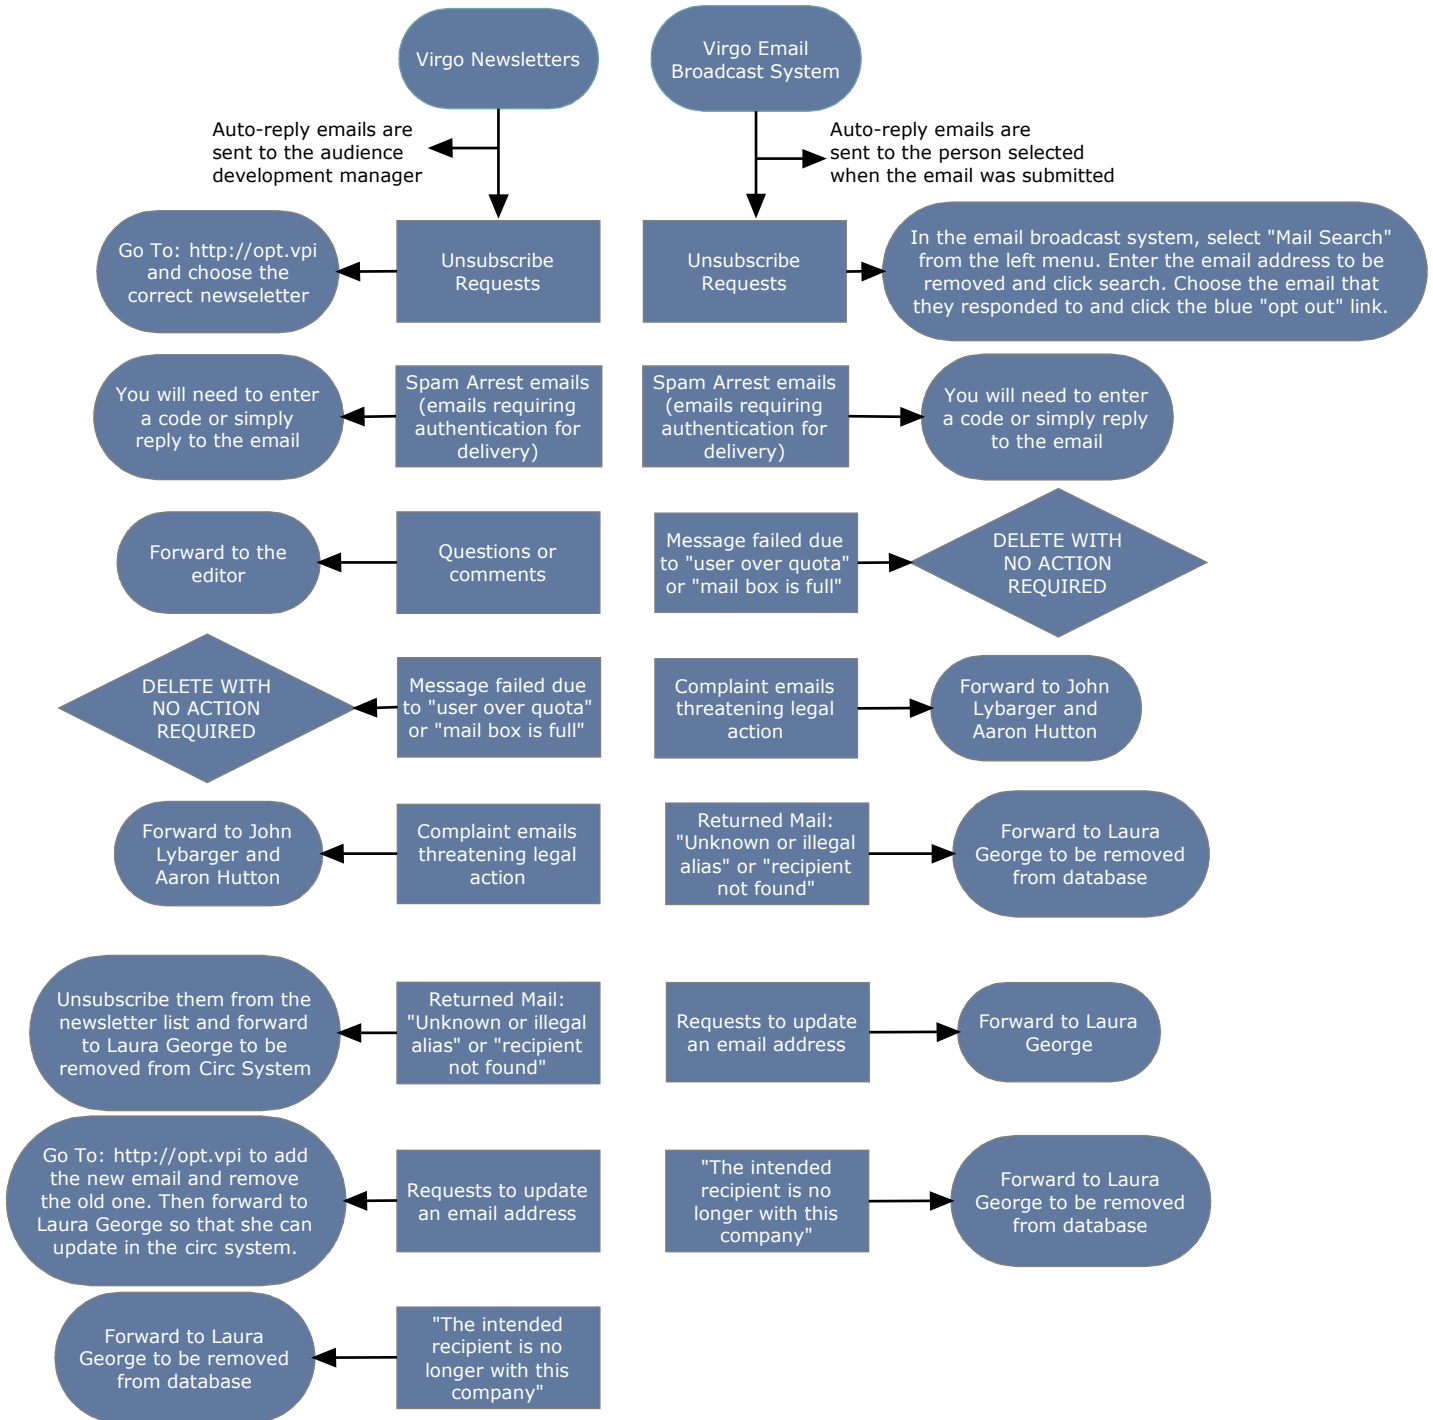 Virgo Newsletters
Virgo Email
Broadcast System
Auto-reply emails are
sent to the audience
development manager
Auto-reply emails are
sent to the person selected
when the email was submitted
Go To: http://opt.vpi
and choose the
correct newseletter
Unsubscribe
Requests
Unsubscribe
Requests
In the email broadcast system, select "Mail Search"
from the left menu. Enter the email address to be
removed and click search. Choose the email that
they responded to and click the blue "opt out" link.
You will need to enter
a code or simply
reply to the email
Spam Arrest emails
(emails requiring
authentication for
delivery)
Spam Arrest emails
(emails requiring
authentication for
delivery)
You will need to enter
a code or simply reply
to the email
Forward to the
editor
Questions or
comments
Message failed due
to "user over quota"
or "mail box is full"
DELETE WITH
NO ACTION
REQUIRED
DELETE WITH
NO ACTION
REQUIRED
Message failed due
to "user over quota"
or "mail box is full"
Complaint emails
threatening legal
action
Forward to John
Lybarger and
Aaron Hutton
Forward to John
Lybarger and
Aaron Hutton
Complaint emails
threatening legal
action
Returned Mail:
"Unknown or illegal
alias" or "recipient
not found"
Forward to Laura
George to be removed
from database
Unsubscribe them from the
newsletter list and forward
to Laura George to be
removed from Circ System
Returned Mail:
"Unknown or illegal
alias" or "recipient
not found"
Requests to update
an email address
Forward to Laura
George
Go To: http://opt.vpi to add
the new email and remove
the old one. Then forward to
Laura George so that she can
update in the circ system.
Requests to update
an email address
"The intended
recipient is no
longer with this
company"
Forward to Laura
George to be removed
from database
Forward to Laura
George to be removed
from database
"The intended
recipient is no
longer with this
company"